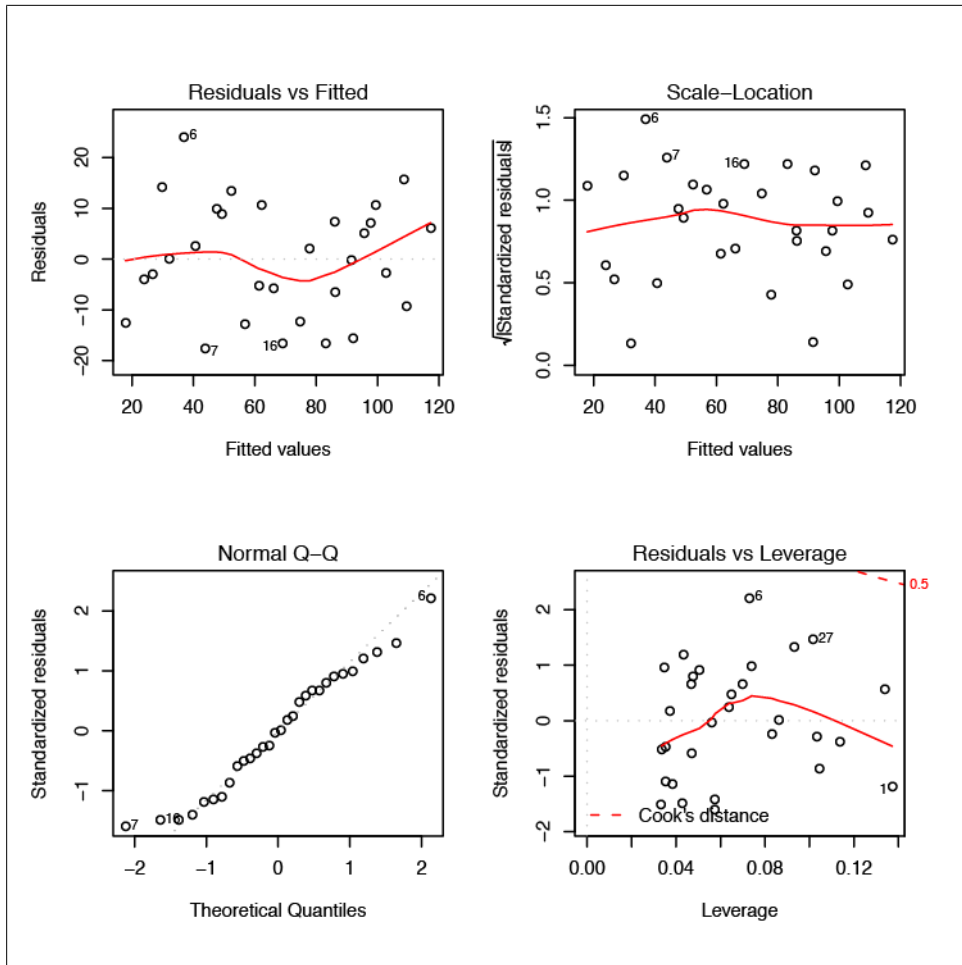 Residuals vs Fitted
Residuals
20
10
0
-10
-20
6
7
16
20 40 60 80 100 120
Fitted values
Scale-Location
√|Standardized residuals|
1.5
1.0
0.5
0.0
6
7
16
20 40 60 80 100 120
Fitted values
Normal Q-Q
Standardized residuals
2
1
0
-1
6
7
16
-2 -1 0 1 2
Theoretical Quantiles
Residuals vs Leverage
Standardized residuals
2
1
0
-1
-2
0.5
6
27
1
Cook's distance
0.00 0.04 0.08 0.12
Leverage